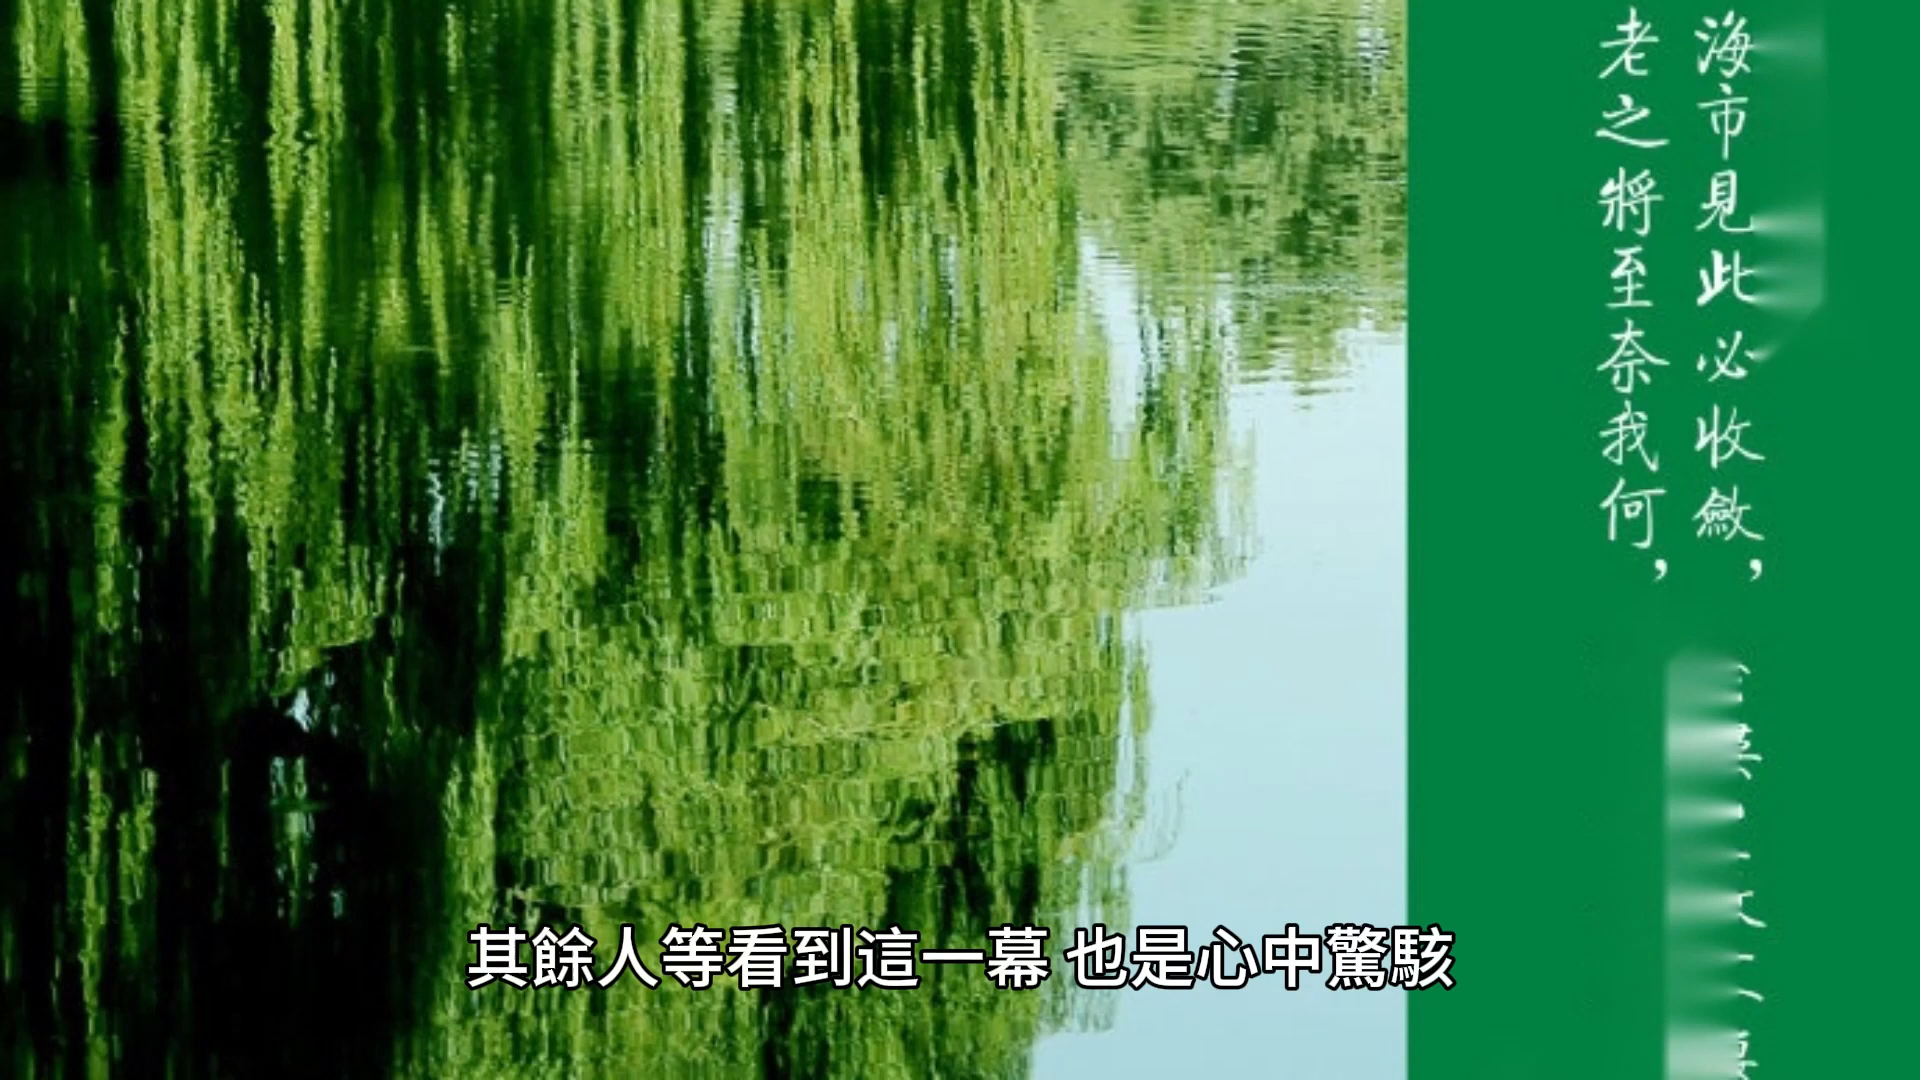 海市見此必收斂，
老之將至奈我何，
其餘人等看到這一幕 也是心中驚駭